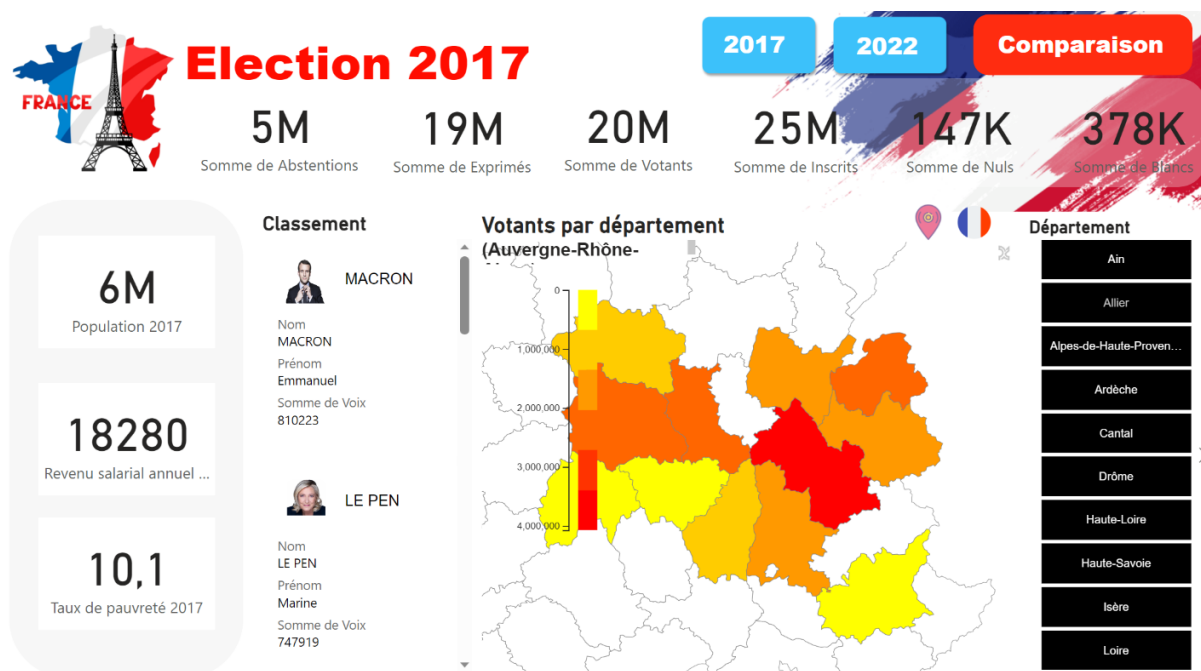 FRANCE
Election 2017
2017
2022
Comparaison
5M
Somme de Abstentions
19M
Somme de Exprimés
20M
Somme de Votants
25M
Somme de Inscrits
147K
Somme de Nuls
378K
Somme de Blancs
6M
Population 2017
18280
Revenu salarial annuel ...
10,1
Taux de pauvreté 2017
Classement
MACRON
Nom
MACRON
Prénom
Emmanuel
Somme de Voix
810223
LE PEN
Nom
LE PEN
Prénom
Marine
Somme de Voix
747919
Votants par département
(Auvergne-Rhône-
0
1,000,000
2,000,000
3,000,000
4,000,000
Département
Ain
Allier
Alpes-de-Haute-Proven...
Ardèche
Cantal
Drôme
Haute-Loire
Haute-Savoie
Isère
Loire